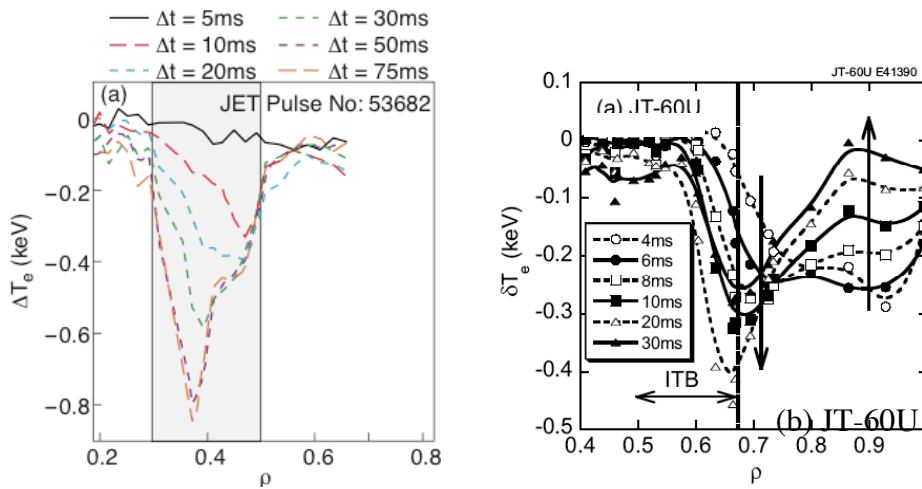 Δt = 5ms
Δt = 10ms
Δt = 20ms
Δt = 30ms
Δt = 50ms
Δt = 75ms
(a)
JET Pulse No: 53682
0
−0.2
−0.4
−0.6
−0.8
ΔTe (keV)
0.2
0.4
0.6
0.8
ρ
JT-60U E41390
(a) JT-60U
0.1
0
-0.1
-0.2
-0.3
-0.4
-0.5
δTe (keV)
4ms
6ms
8ms
10ms
20ms
30ms
ITB
(b) JT-60U
0.4
0.5
0.6
0.7
0.8
0.9
ρ